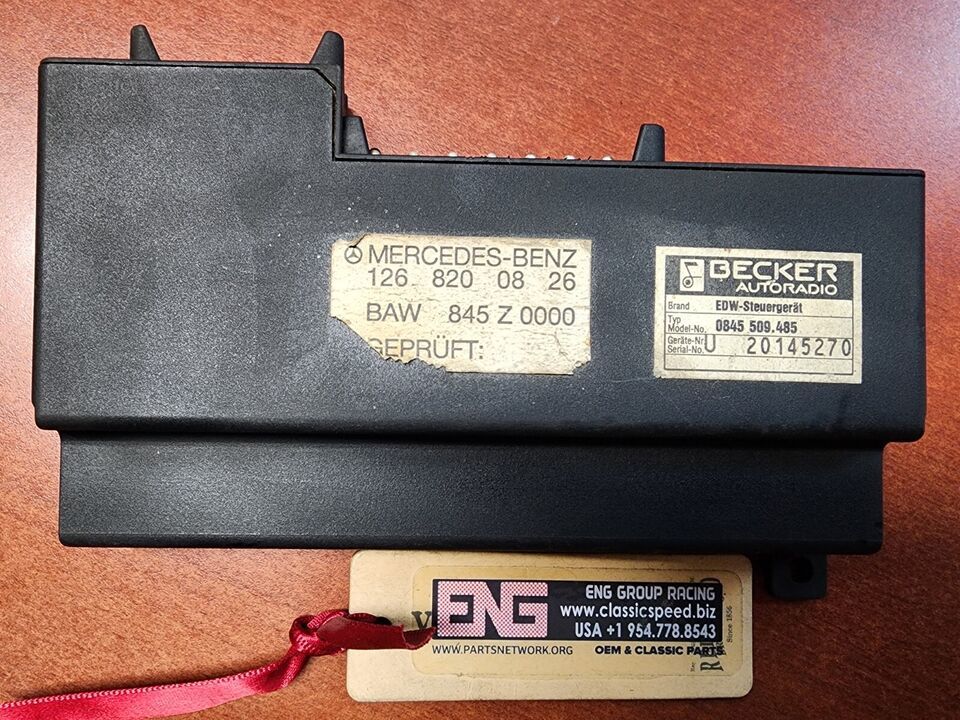 MERCEDES-BENZ
126 820 08 26
BAW 845 Z 0000
GEPRÜFT:
BECKER
AUTORADIO
Brand EDW-Steuergerät
Typ
Model-No. 0845 509.485
Geräte-Nr.
Serial-No. U 20145270
ENG
ENG GROUP RACING
www.classicspeed.biz
USA +1 954.778.8543
WWW.PARTSNETWORK.ORG OEM & CLASSIC PARTS
Since 1856